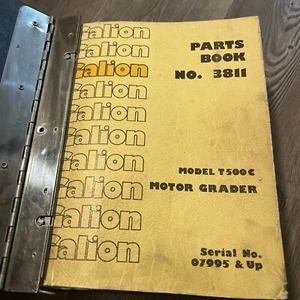 Galion
Galion
Galion
Galion
Galion
Galion
Galion
Galion
Galion
Galion
PARTS
BOOK
NO. 3811
MODEL T500C
MOTOR GRADER
Serial No.
07995 & Up